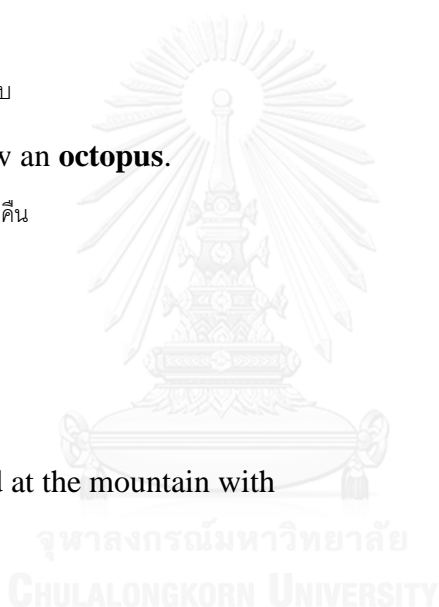 v an octopus.
คืน
d at the mountain with
จุฬาลงกรณ์มหาวิทยาลัย
CHULALONGKORN UNIVERSITY